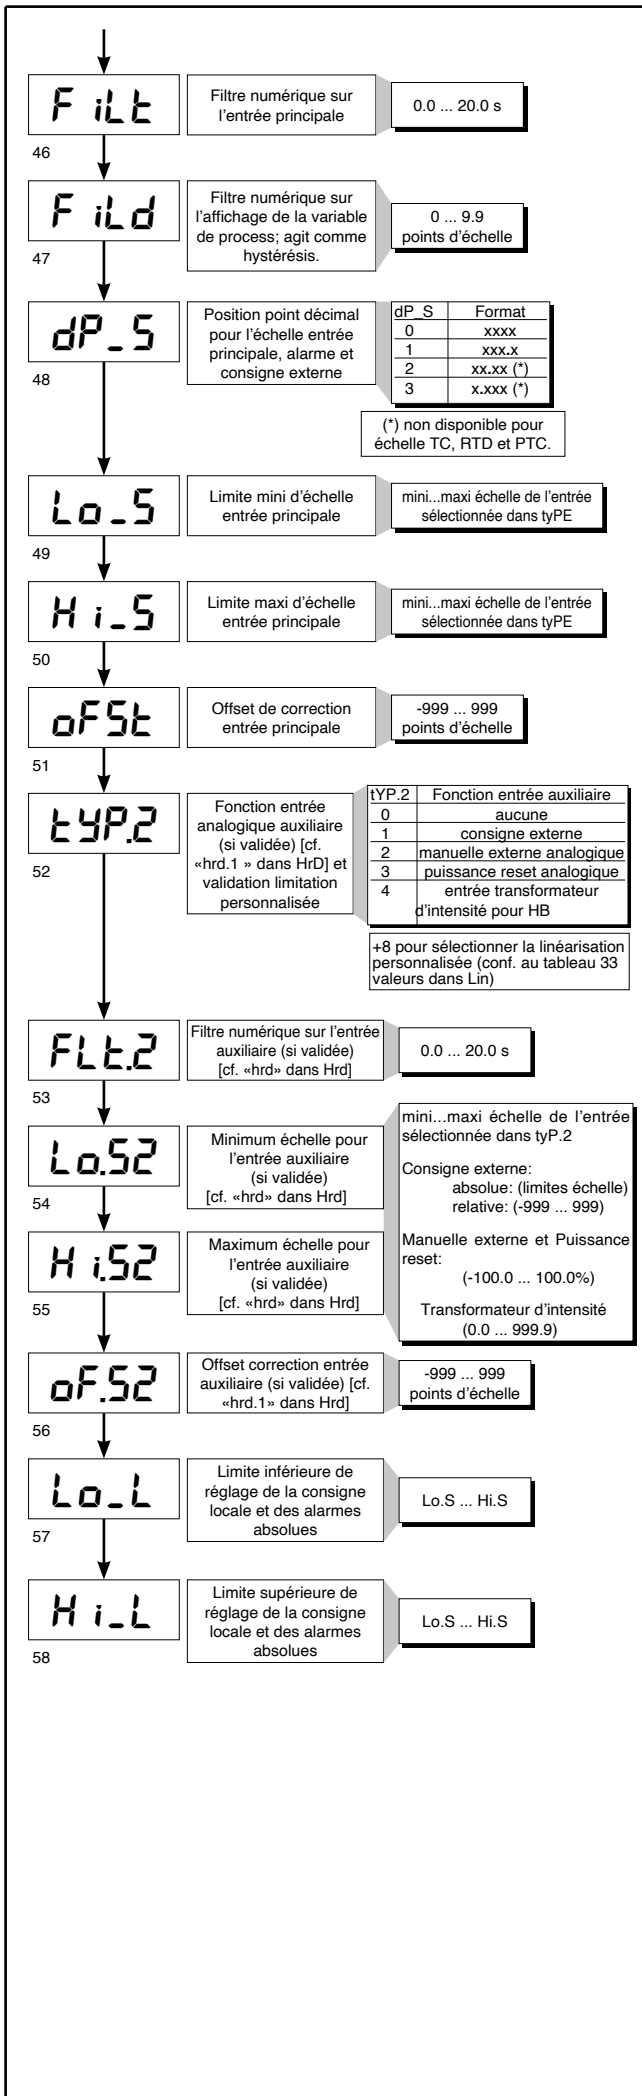 FiLt
Filtre numérique sur
l'entrée principale
0.0 ... 20.0 s
46
FiLd
Filtre numérique sur
l'affichage de la variable
de process; agit comme
hystérésis.
0 ... 9.9
points d'échelle
47
dP_S
Position point décimal
pour l'échelle entrée
principale, alarme et
consigne externe
dP_S Format
0 xxxx
1 xxx.x
2 xx.xx (*)
3 x.xxx (*)
48
(*) non disponible pour
échelle TC, RTD et PTC.
Lo_S
Limite mini d'échelle
entrée principale
mini...maxi échelle de l'entrée
sélectionnée dans tyPE
49
Hi_S
Limite maxi d'échelle
entrée principale
mini...maxi échelle de l'entrée
sélectionnée dans tyPE
50
oFSt
Offset de correction
entrée principale
-999 ... 999
points d'échelle
51
tYP.2
Fonction entrée
analogique auxiliaire
(si validée) [cf.
«hrd.1 » dans HrD] et
validation limitation
personnalisée
tYP.2 Fonction entrée auxiliaire
0 aucune
1 consigne externe
2 manuelle externe analogique
3 puissance reset analogique
4 entrée transformateur
d'intensité pour HB
52
+8 pour sélectionner la linéarisation
personnalisée (conf. au tableau 33
valeurs dans Lin)
FLt.2
Filtre numérique sur l'entrée
auxiliaire (si validée)
[cf. «hrd» dans Hrd]
0.0 ... 20.0 s
53
Lo.S2
Minimum échelle pour
l'entrée auxiliaire
(si validée)
[cf. «hrd» dans Hrd]
54
Hi.S2
Maximum échelle pour
l'entrée auxiliaire
(si validée)
[cf. «hrd» dans Hrd]
55
mini...maxi échelle de l'entrée
sélectionnée dans tyP.2
Consigne externe:
absolue: (limites échelle)
relative: (-999 ... 999)
Manuelle externe et Puissance
reset:
(-100.0 ... 100.0%)
Transformateur d'intensité
(0.0 ... 999.9)
oF.S2
Offset correction entrée
auxiliaire (si validée) [cf.
«hrd.1» dans Hrd]
-999 ... 999
points d'échelle
56
Lo_L
Limite inférieure de
réglage de la consigne
locale et des alarmes
absolues
Lo.S ... Hi.S
57
Hi_L
Limite supérieure de
réglage de la consigne
locale et des alarmes
absolues
Lo.S ... Hi.S
58